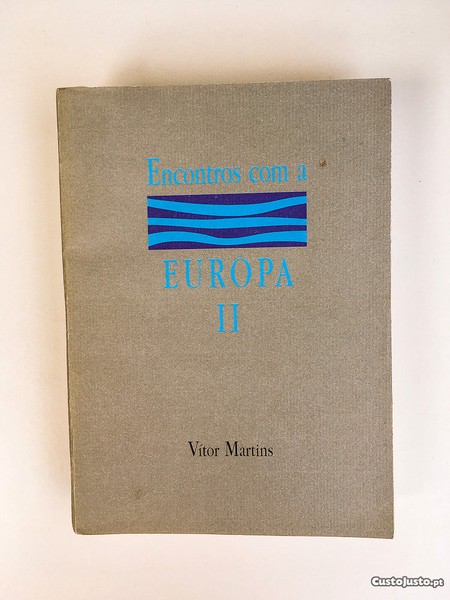 Encontros com a
EUROPA
II
Vítor Martins
CustoJusto.pt